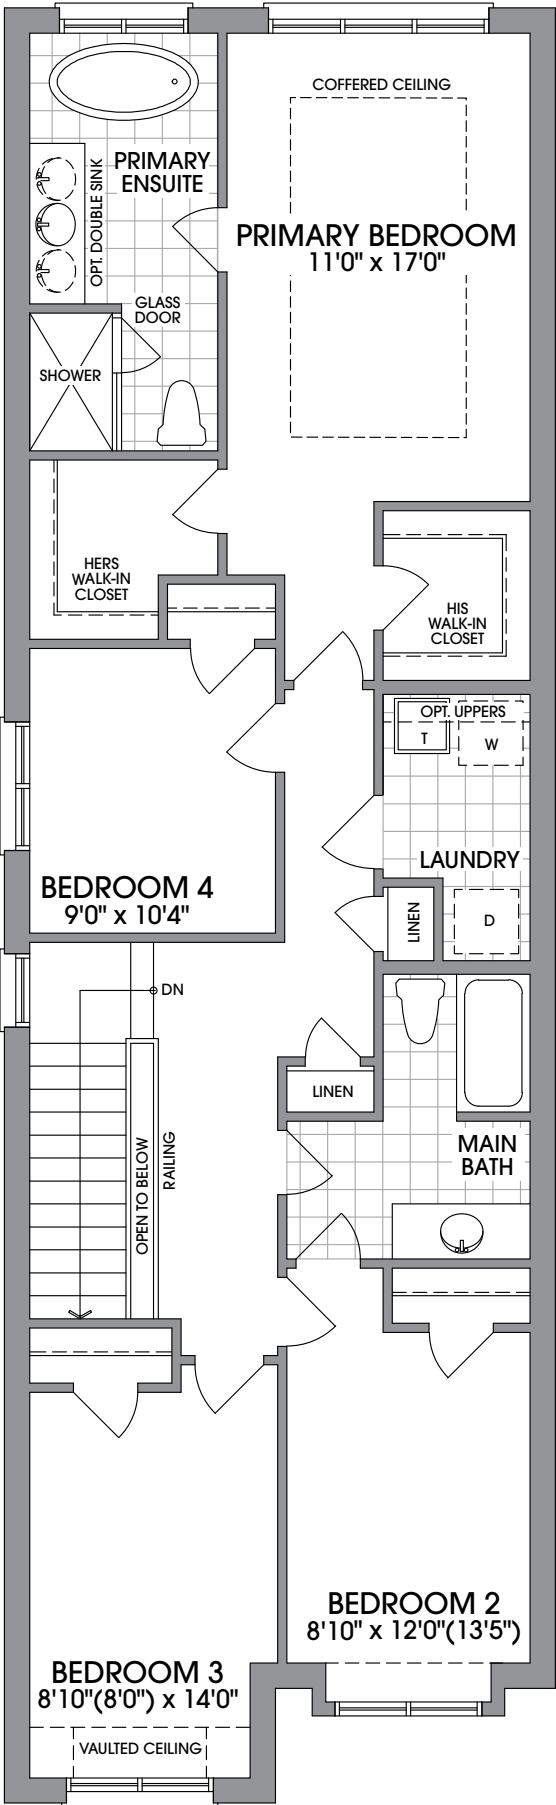 COFFERED CEILING
PRIMARY
ENSUITE
OPT. DOUBLE SINK
PRIMARY BEDROOM
11'0" x 17'0"
GLASS
DOOR
SHOWER
HERS
WALK-IN
CLOSET
HIS
WALK-IN
CLOSET
OPT. UPPERS
T
W
LAUNDRY
BEDROOM 4
9'0" x 10'4"
LINEN
D
DN
LINEN
OPEN TO BELOW
RAILING
MAIN
BATH
BEDROOM 2
8'10" x 12'0"(13'5")
BEDROOM 3
8'10"(8'0") x 14'0"
VAULTED CEILING